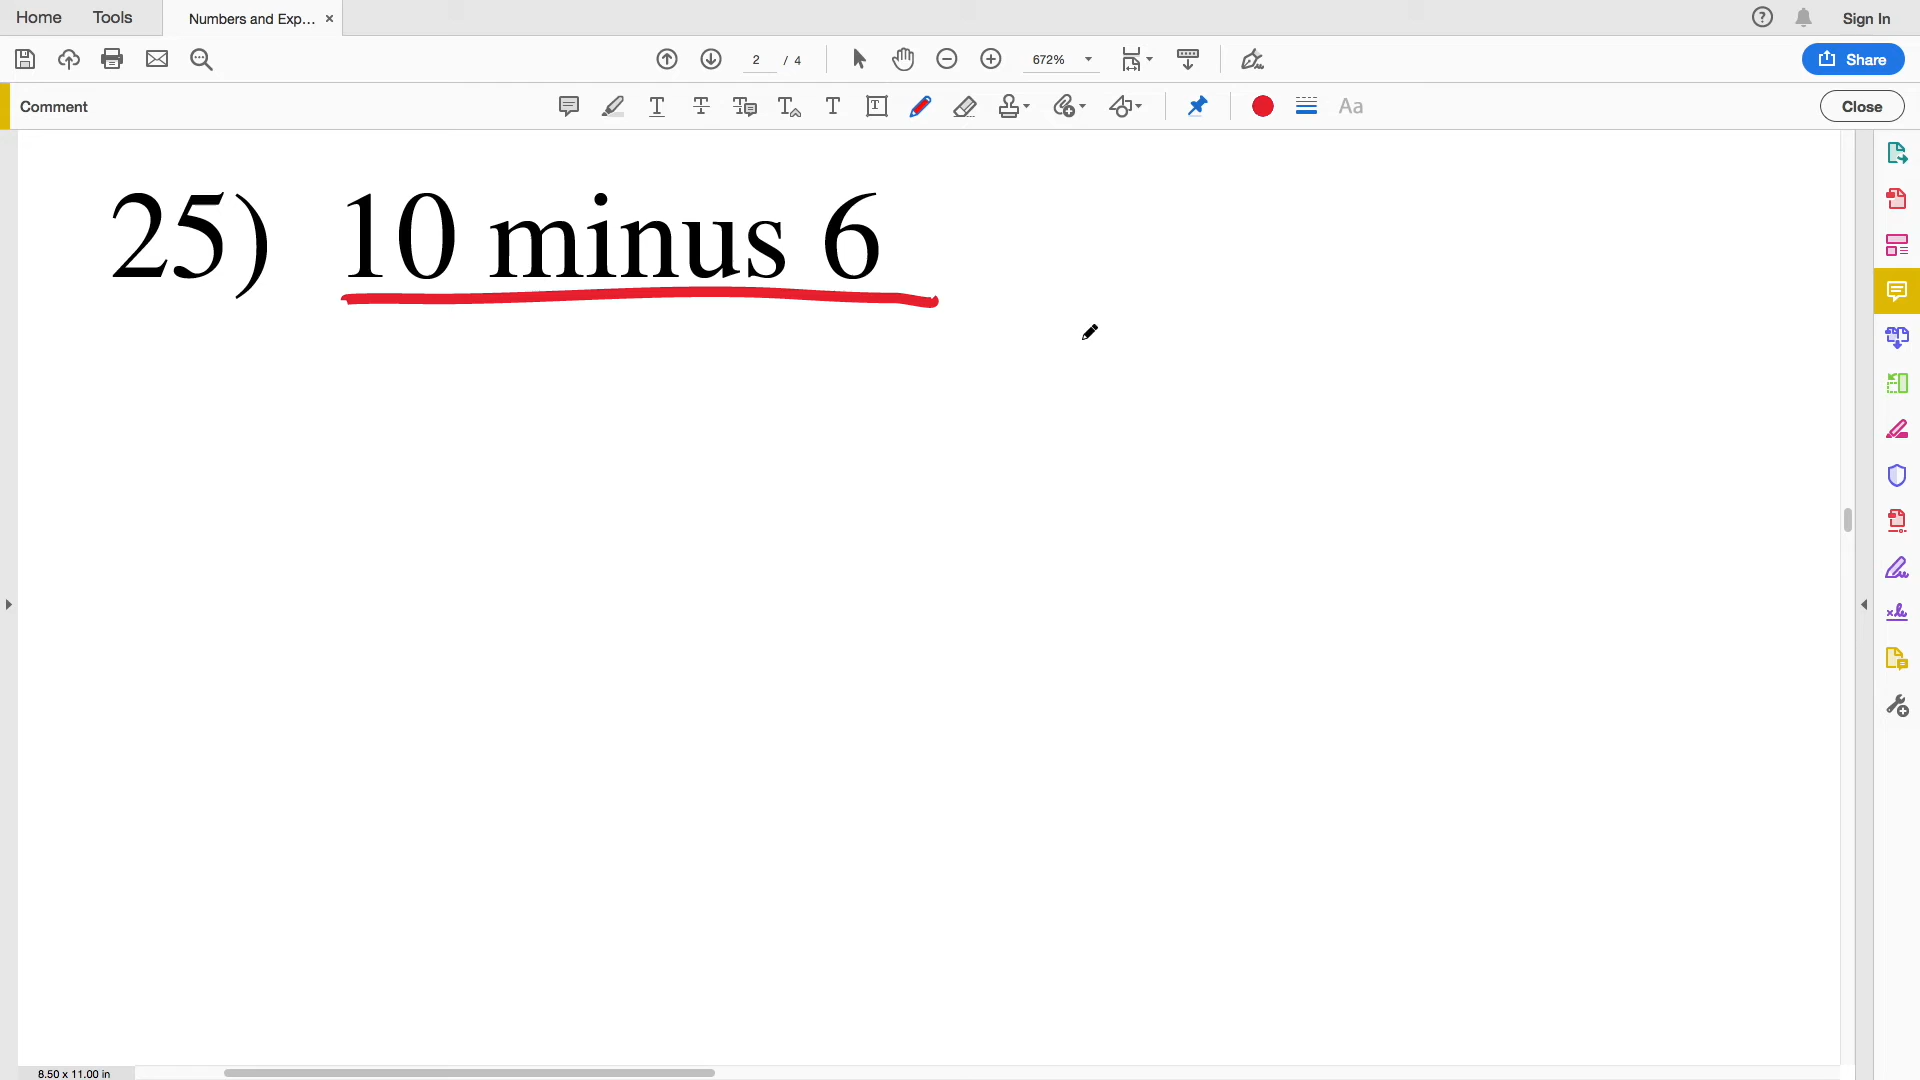 Home Tools Numbers and Exp... × Sign In
2 / 4 672% Share
Comment Aa Close
25) 10 minus 6
8.50 x 11.00 in